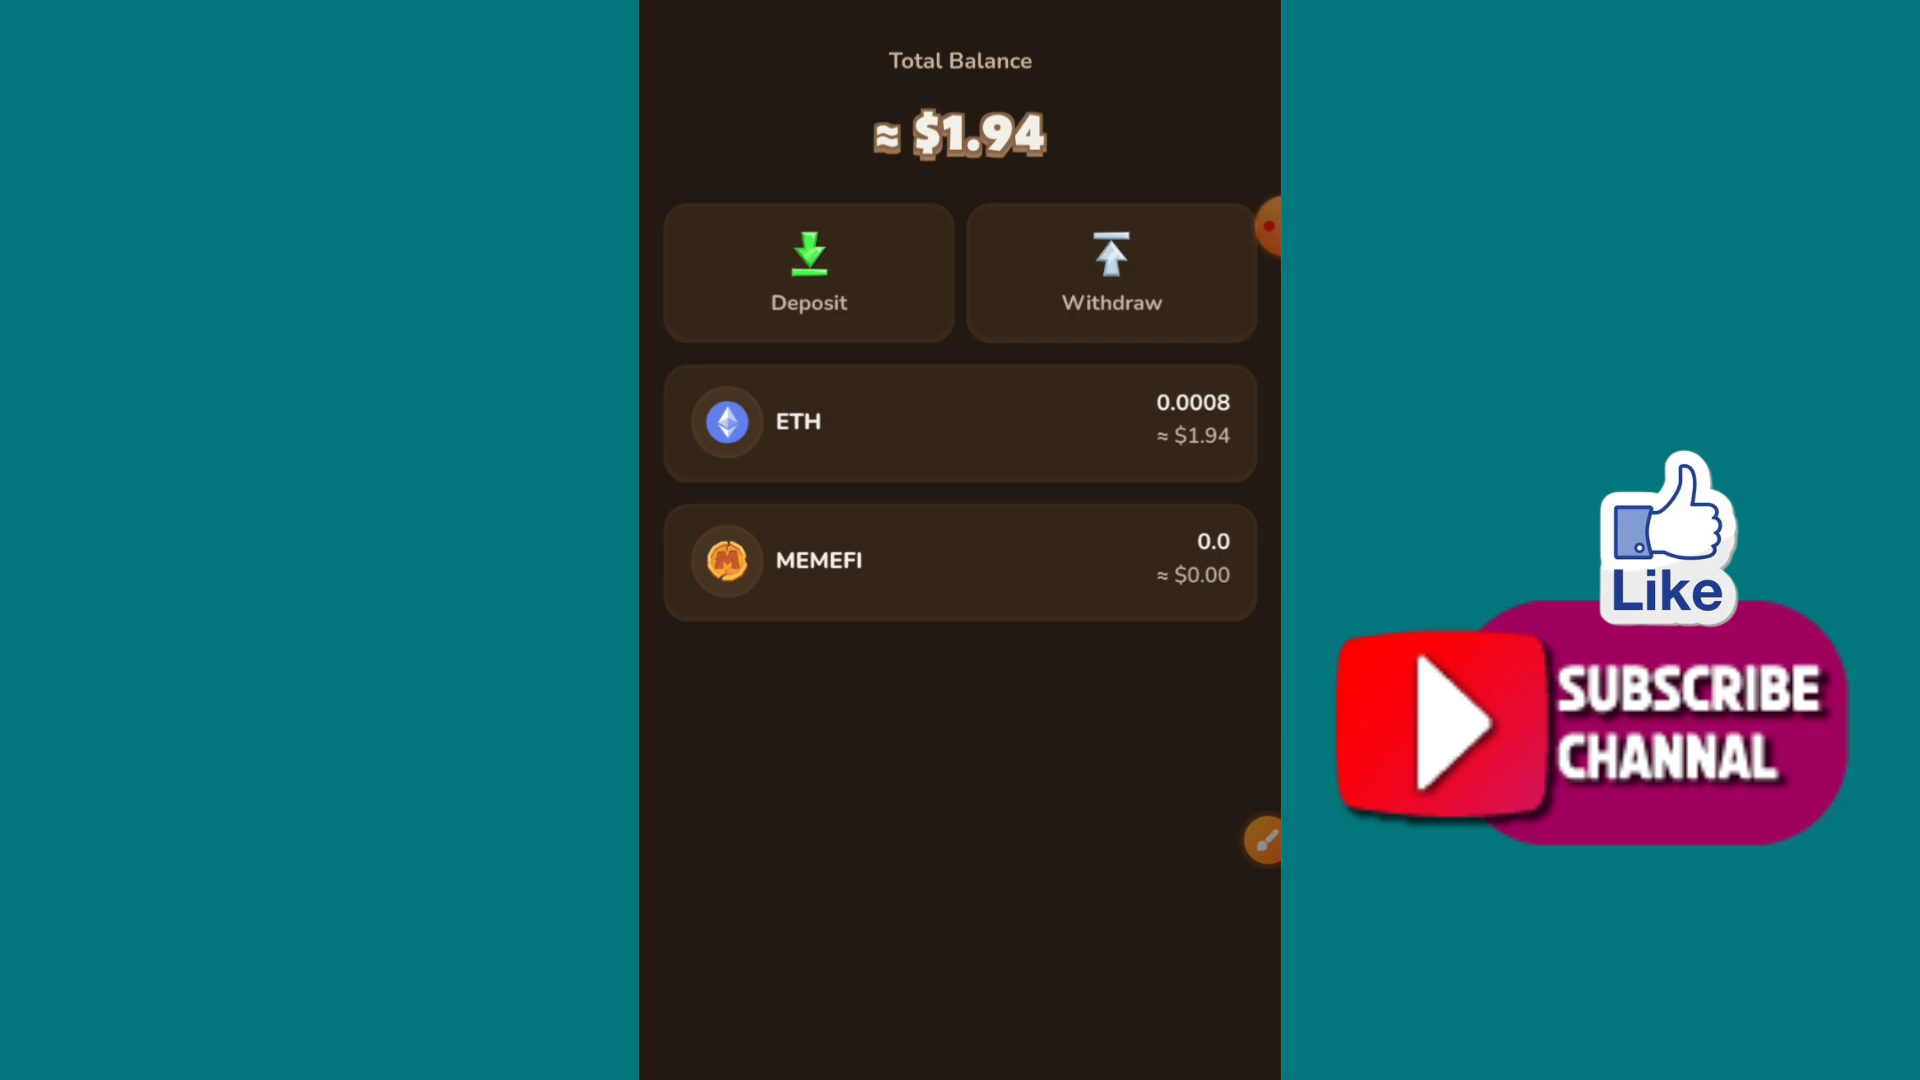 Total Balance
≈ $1.94
Deposit
Withdraw
ETH
0.0008
≈ $1.94
MEMEFI
0.0
≈ $0.00
Like
SUBSCRIBE
CHANNAL